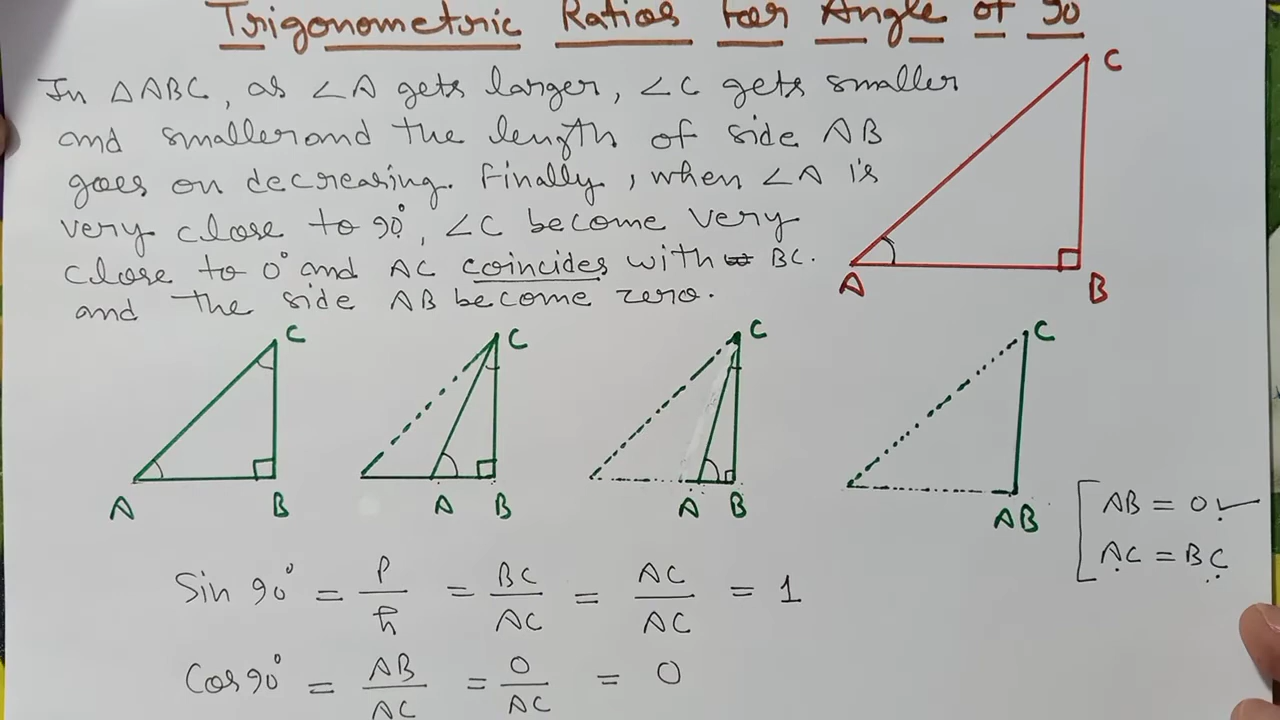 Trigonometric Ratios for Angle of 90
In △ABC, as ∠A gets larger, ∠C gets smaller
and smaller and the length of side AB
goes on decreasing. Finally, when ∠A is
very close to 90°, ∠C become very
close to 0° and AC coincides with BC.
and the side AB become zero.
C
A
B
C
A B
C
A B
C
A B
C
AB
AB = 0 ✓
AC = BC
Sin 90° = P/h = BC/AC = AC/AC = 1
Cos 90° = AB/AC = 0/AC = 0